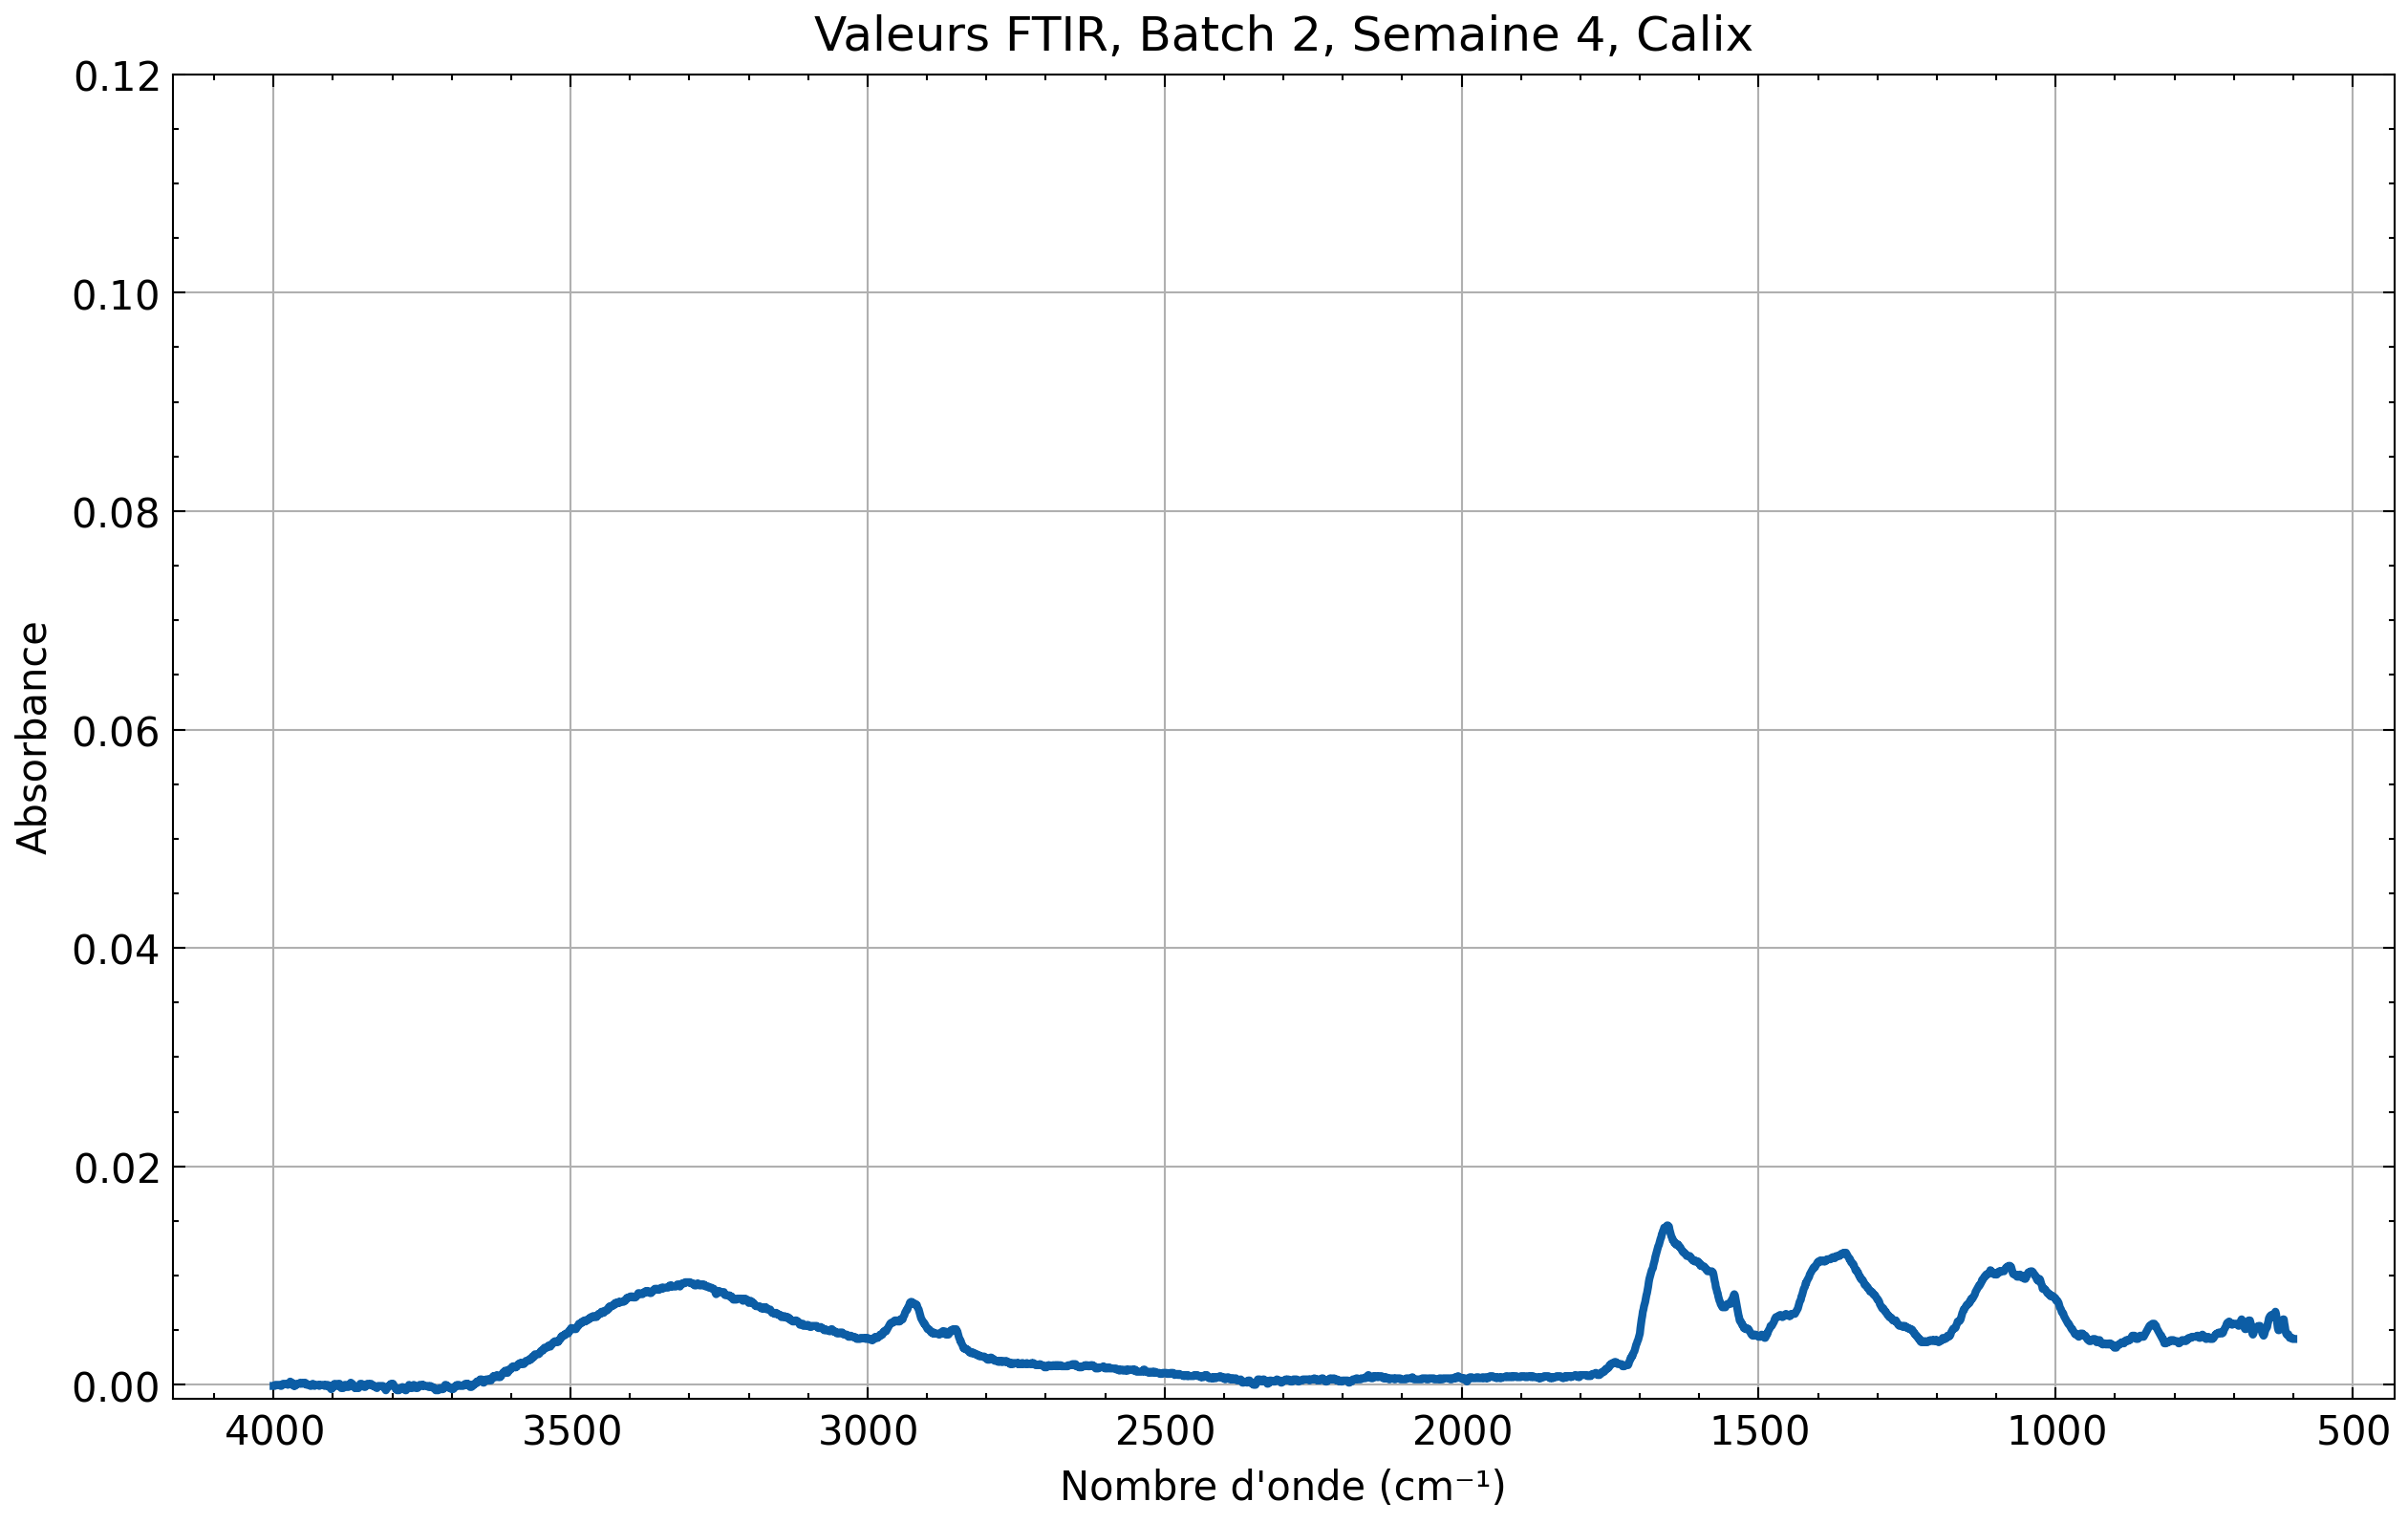 Valeurs FTIR, Batch 2, Semaine 4, Calix
0.12
0.10
0.08
0.06
0.04
0.02
0.00
Absorbance
4000 3500 3000 2500 2000 1500 1000 500
Nombre d'onde (cm⁻¹)